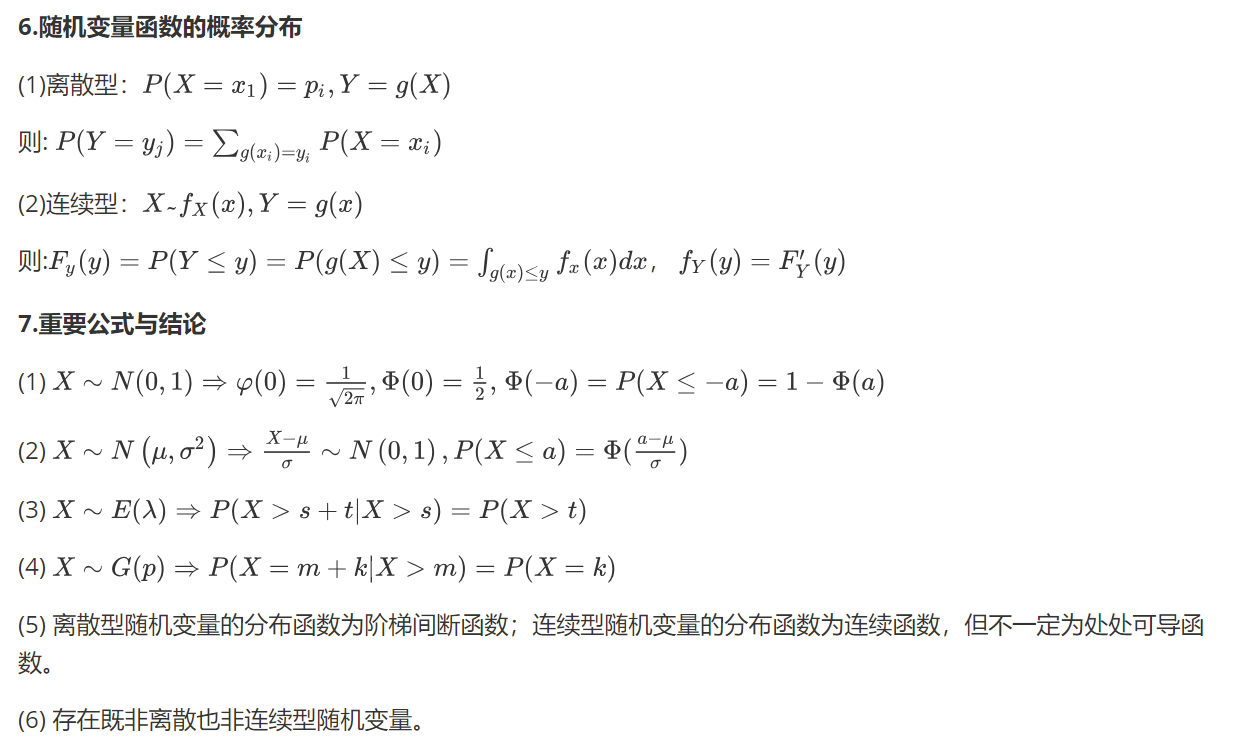 6.随机变量函数的概率分布
(1)离散型：P(X = x₁) = pᵢ, Y = g(X)
则: P(Y = yⱼ) = ∑_{g(xᵢ)=yᵢ} P(X = xᵢ)
(2)连续型：X~f_X(x), Y = g(x)
则:F_y(y) = P(Y ≤ y) = P(g(X) ≤ y) = ∫_{g(x)≤y} f_x(x)dx，f_Y(y) = F′_Y(y)
7.重要公式与结论
(1) X ∼ N(0, 1) ⇒ φ(0) = 1/√(2π), Φ(0) = 1/2, Φ(−a) = P(X ≤ −a) = 1 − Φ(a)
(2) X ∼ N(μ, σ²) ⇒ (X−μ)/σ ∼ N(0, 1), P(X ≤ a) = Φ((a−μ)/σ)
(3) X ∼ E(λ) ⇒ P(X > s + t|X > s) = P(X > t)
(4) X ∼ G(p) ⇒ P(X = m + k|X > m) = P(X = k)
(5) 离散型随机变量的分布函数为阶梯间断函数；连续型随机变量的分布函数为连续函数，但不一定为处处可导函
数。
(6) 存在既非离散也非连续型随机变量。